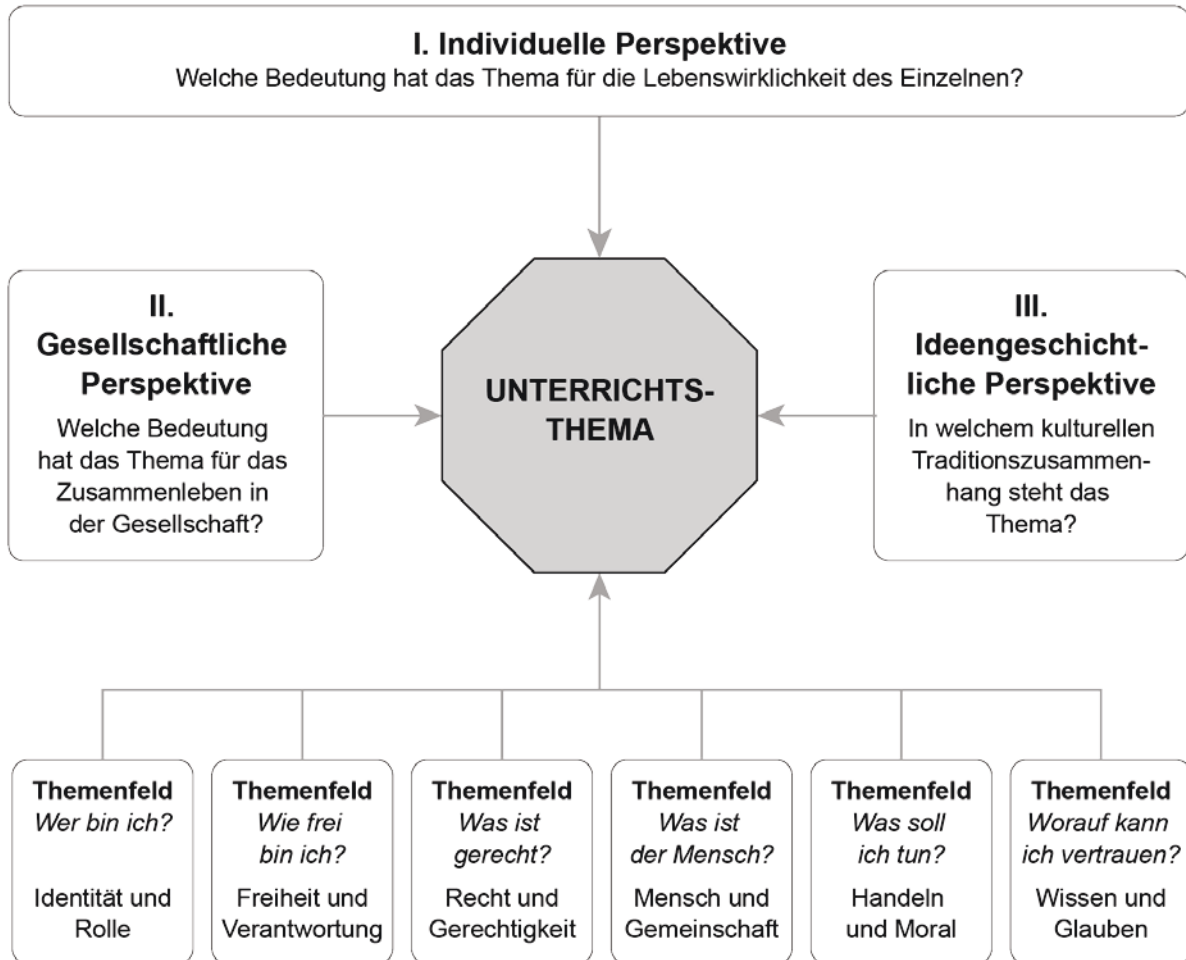 I. Individuelle Perspektive
Welche Bedeutung hat das Thema für die Lebenswirklichkeit des Einzelnen?
II.
Gesellschaftliche
Perspektive
Welche Bedeutung
hat das Thema für das
Zusammenleben in
der Gesellschaft?
UNTERRICHTS-
THEMA
III.
Ideengeschicht-
liche Perspektive
In welchem kulturellen
Traditionszusammen-
hang steht das
Thema?
Themenfeld
Wer bin ich?
Identität und
Rolle
Themenfeld
Wie frei
bin ich?
Freiheit und
Verantwortung
Themenfeld
Was ist
gerecht?
Recht und
Gerechtigkeit
Themenfeld
Was ist
der Mensch?
Mensch und
Gemeinschaft
Themenfeld
Was soll
ich tun?
Handeln
und Moral
Themenfeld
Worauf kann
ich vertrauen?
Wissen und
Glauben